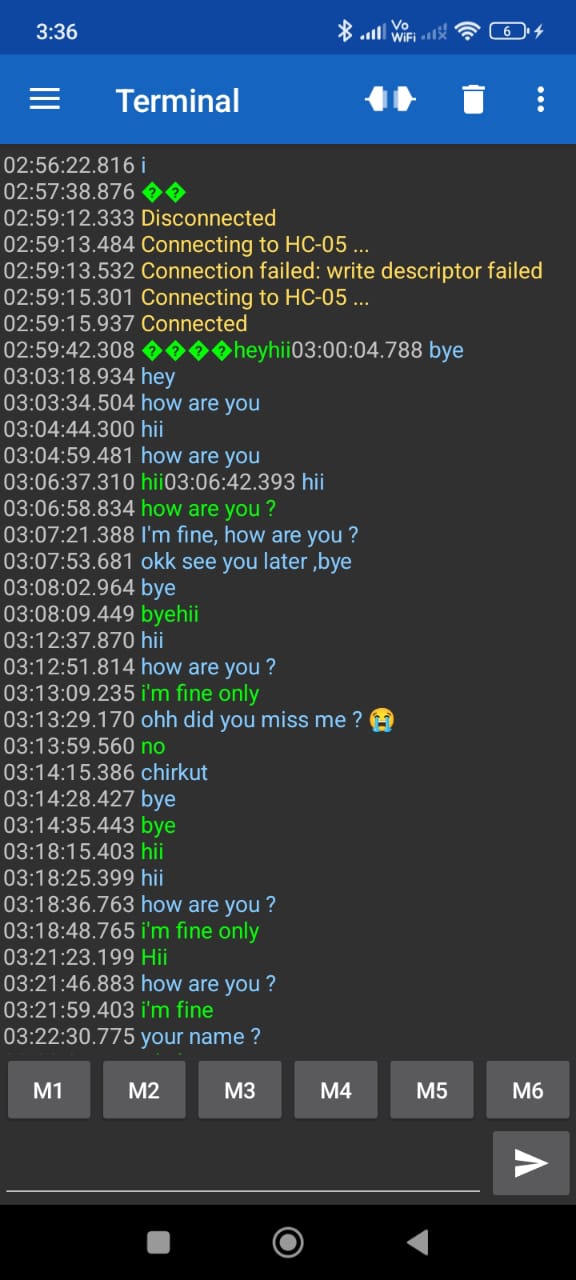 3:36
Vo
WiFi
6
Terminal
02:56:22.816 i
02:57:38.876 ��
02:59:12.333 Disconnected
02:59:13.484 Connecting to HC-05 ...
02:59:13.532 Connection failed: write descriptor failed
02:59:15.301 Connecting to HC-05 ...
02:59:15.937 Connected
02:59:42.308 ����heyhii03:00:04.788 bye
03:03:18.934 hey
03:03:34.504 how are you
03:04:44.300 hii
03:04:59.481 how are you
03:06:37.310 hii03:06:42.393 hii
03:06:58.834 how are you ?
03:07:21.388 I'm fine, how are you ?
03:07:53.681 okk see you later ,bye
03:08:02.964 bye
03:08:09.449 byehii
03:12:37.870 hii
03:12:51.814 how are you ?
03:13:09.235 i'm fine only
03:13:29.170 ohh did you miss me ? 😭
03:13:59.560 no
03:14:15.386 chirkut
03:14:28.427 bye
03:14:35.443 bye
03:18:15.403 hii
03:18:25.399 hii
03:18:36.763 how are you ?
03:18:48.765 i'm fine only
03:21:23.199 Hii
03:21:46.883 how are you ?
03:21:59.403 i'm fine
03:22:30.775 your name ?
M1 M2 M3 M4 M5 M6